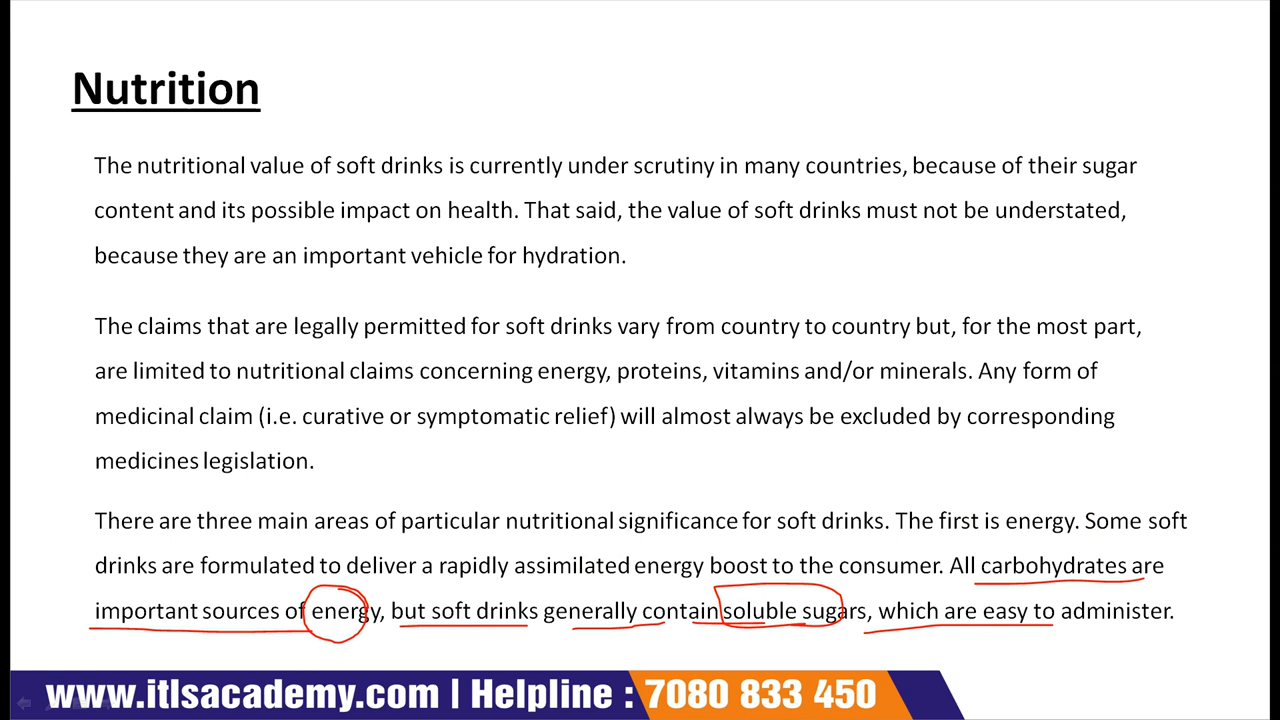 Nutrition
The nutritional value of soft drinks is currently under scrutiny in many countries, because of their sugar
content and its possible impact on health. That said, the value of soft drinks must not be understated,
because they are an important vehicle for hydration.
The claims that are legally permitted for soft drinks vary from country to country but, for the most part,
are limited to nutritional claims concerning energy, proteins, vitamins and/or minerals. Any form of
medicinal claim (i.e. curative or symptomatic relief) will almost always be excluded by corresponding
medicines legislation.
There are three main areas of particular nutritional significance for soft drinks. The first is energy. Some soft
drinks are formulated to deliver a rapidly assimilated energy boost to the consumer. All carbohydrates are
important sources of energy, but soft drinks generally contain soluble sugars, which are easy to administer.
www.itlsacademy.com | Helpline : 7080 833 450